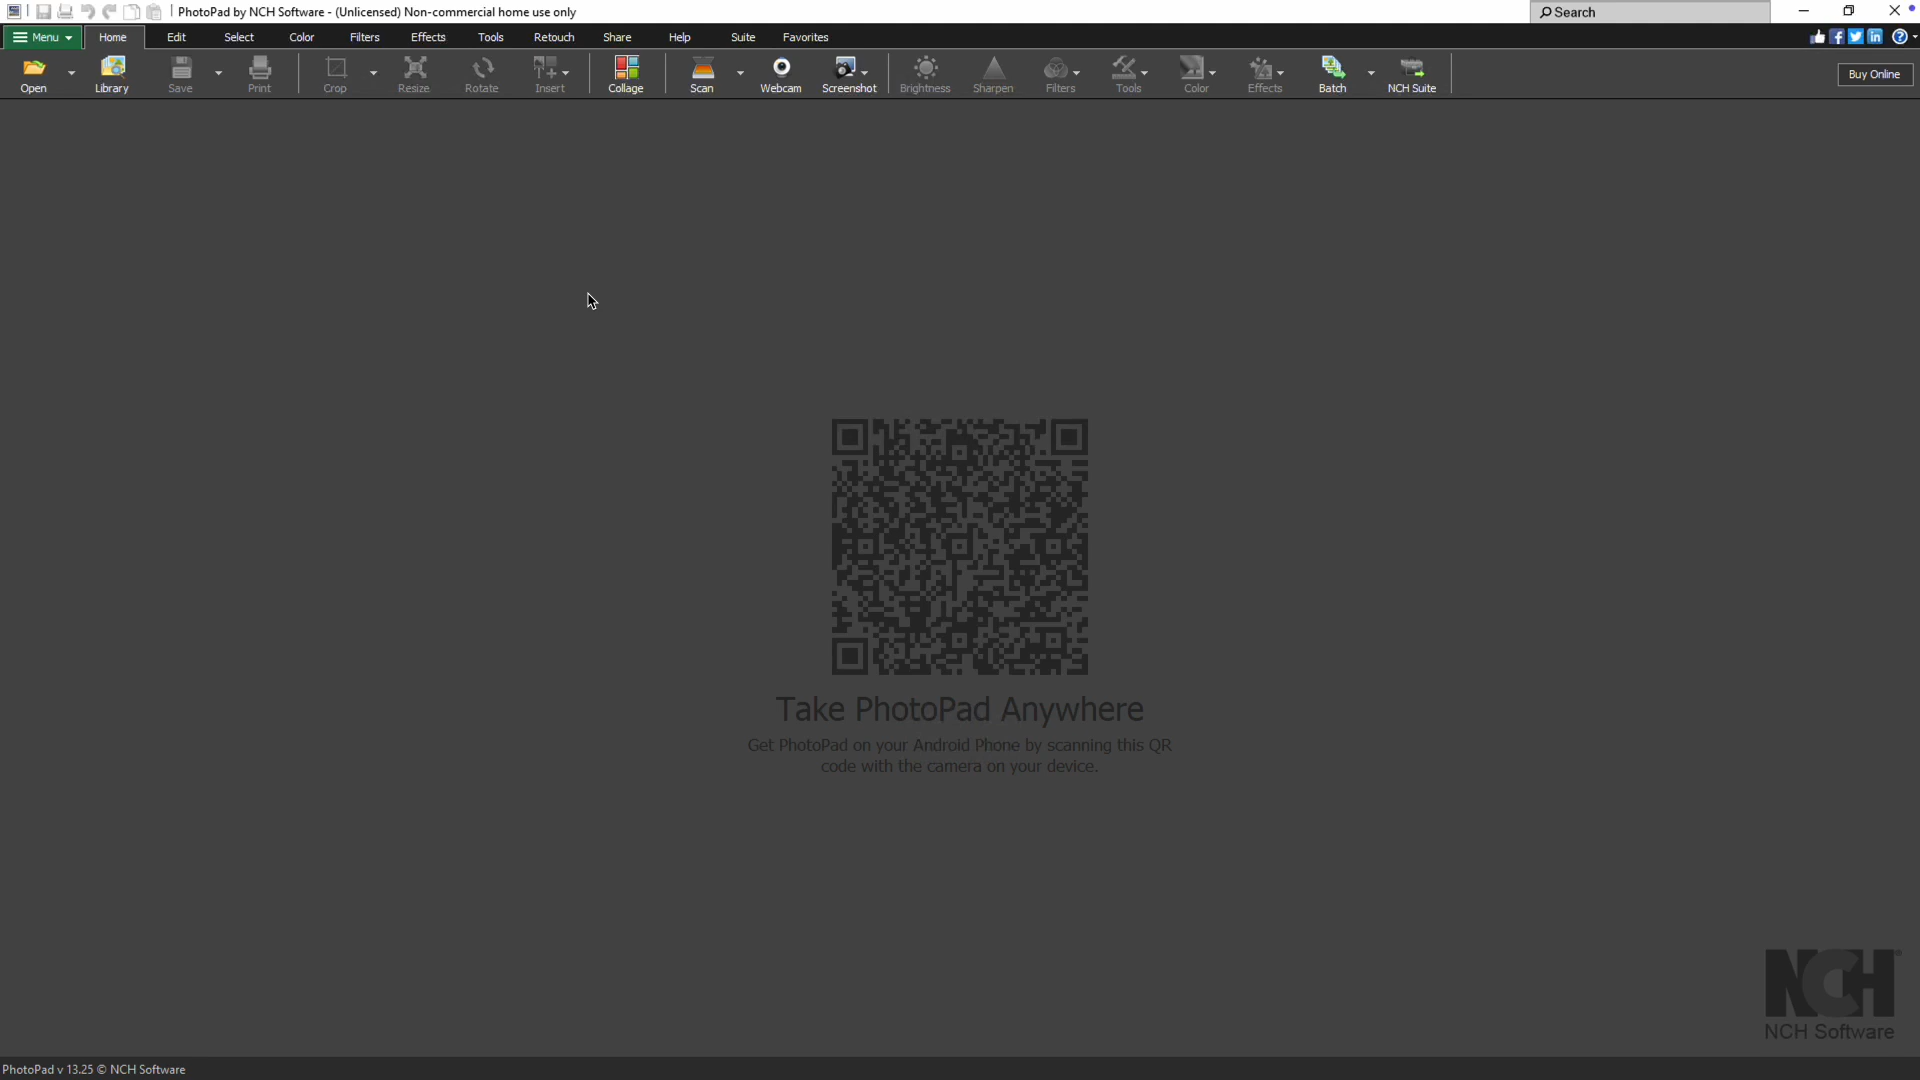 PhotoPad by NCH Software - (Unlicensed) Non-commercial home use only
Search
Menu Home Edit Select Color Filters Effects Tools Retouch Share Help Suite Favorites
Open Library Save Print Crop Resize Rotate Insert Collage Scan Webcam Screenshot Brightness Sharpen Filters Tools Color Effects Batch NCH Suite Buy Online
Take PhotoPad Anywhere
Get PhotoPad on your Android Phone by scanning this QR
code with the camera on your device.
NCH
NCH Software
PhotoPad v 13.25 © NCH Software